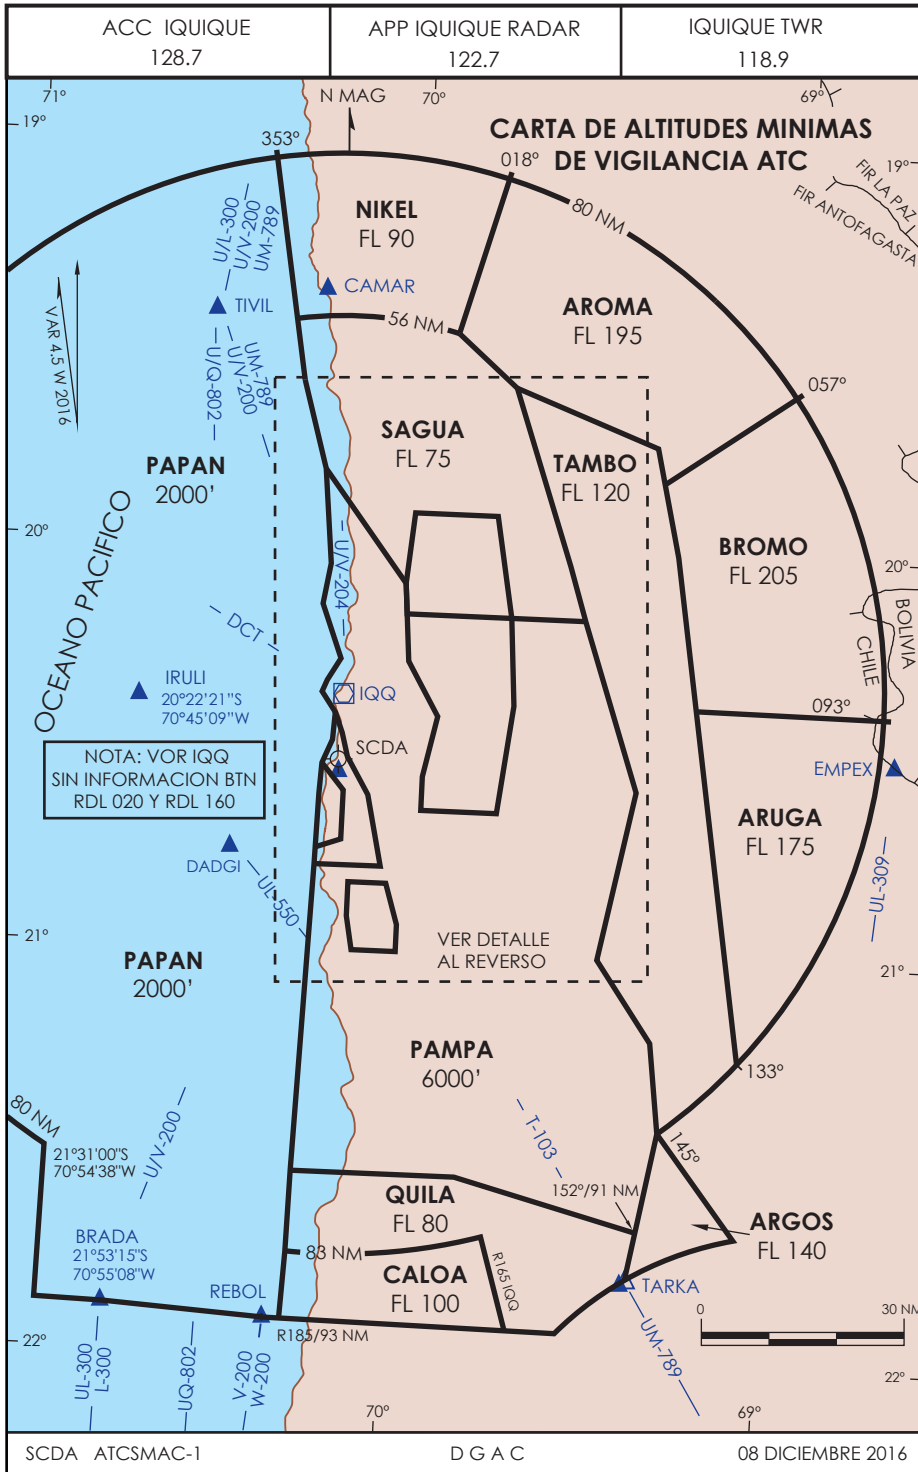 ACC IQUIQUE
128.7
APP IQUIQUE RADAR
122.7
IQUIQUE TWR
118.9
71°
N MAG
70°
69°
19°
353°
CARTA DE ALTITUDES MINIMAS
DE VIGILANCIA ATC
018°
19°
FIR LA PAZ
FIR ANTOFAGASTA
80 NM
NIKEL
FL 90
U/L-300
U/V-200
UM-789
CAMAR
TIVIL
VAR 4.5 W 2016
56 NM
AROMA
FL 195
UM-789
U/V-200
U/Q-802
057°
SAGUA
FL 75
TAMBO
FL 120
PAPAN
2000'
OCEANO PACIFICO
20°
U/V-204
BROMO
FL 205
20°
BOLIVIA
CHILE
DCT
IRULI
20°22'21"S
70°45'09"W
IQQ
093°
SCDA
NOTA: VOR IQQ
SIN INFORMACION BTN
RDL 020 Y RDL 160
EMPEX
ARUGA
FL 175
DADGI
UL-550
UL-309
21°
VER DETALLE
AL REVERSO
PAPAN
2000'
21°
PAMPA
6000'
133°
80 NM
T-103
21°31'00"S
70°54'38"W
U/V-200
145°
152°/91 NM
QUILA
FL 80
ARGOS
FL 140
BRADA
21°53'15"S
70°55'08"W
83 NM
R165 IQQ
CALOA
FL 100
REBOL
TARKA
0
30 NM
R185/93 NM
22°
UL-300
L-300
UQ-802
V-200
W-200
UM-789
22°
70°
69°
SCDA ATCSMAC-1
D G A C
08 DICIEMBRE 2016